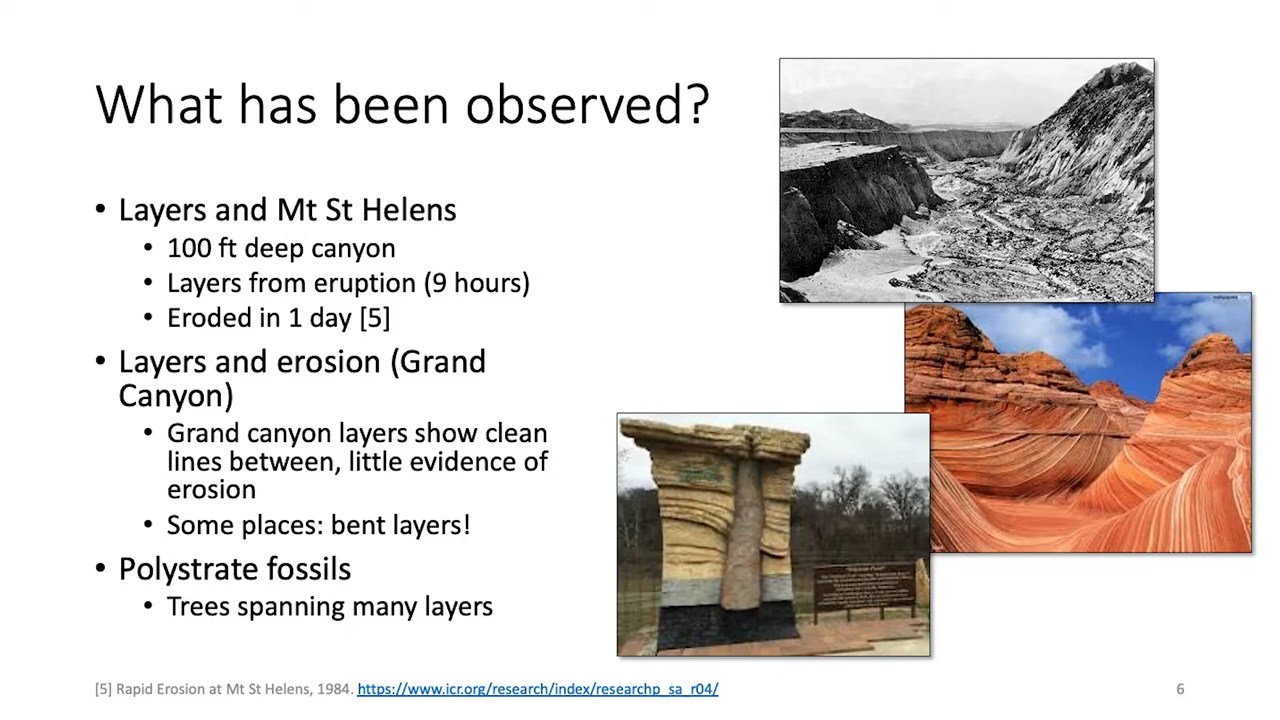 What has been observed?
• Layers and Mt St Helens
• 100 ft deep canyon
• Layers from eruption (9 hours)
• Eroded in 1 day [5]
• Layers and erosion (Grand
Canyon)
• Grand canyon layers show clean
lines between, little evidence of
erosion
• Some places: bent layers!
• Polystrate fossils
• Trees spanning many layers
[5] Rapid Erosion at Mt St Helens, 1984. https://www.icr.org/research/index/researchp_sa_r04/
6